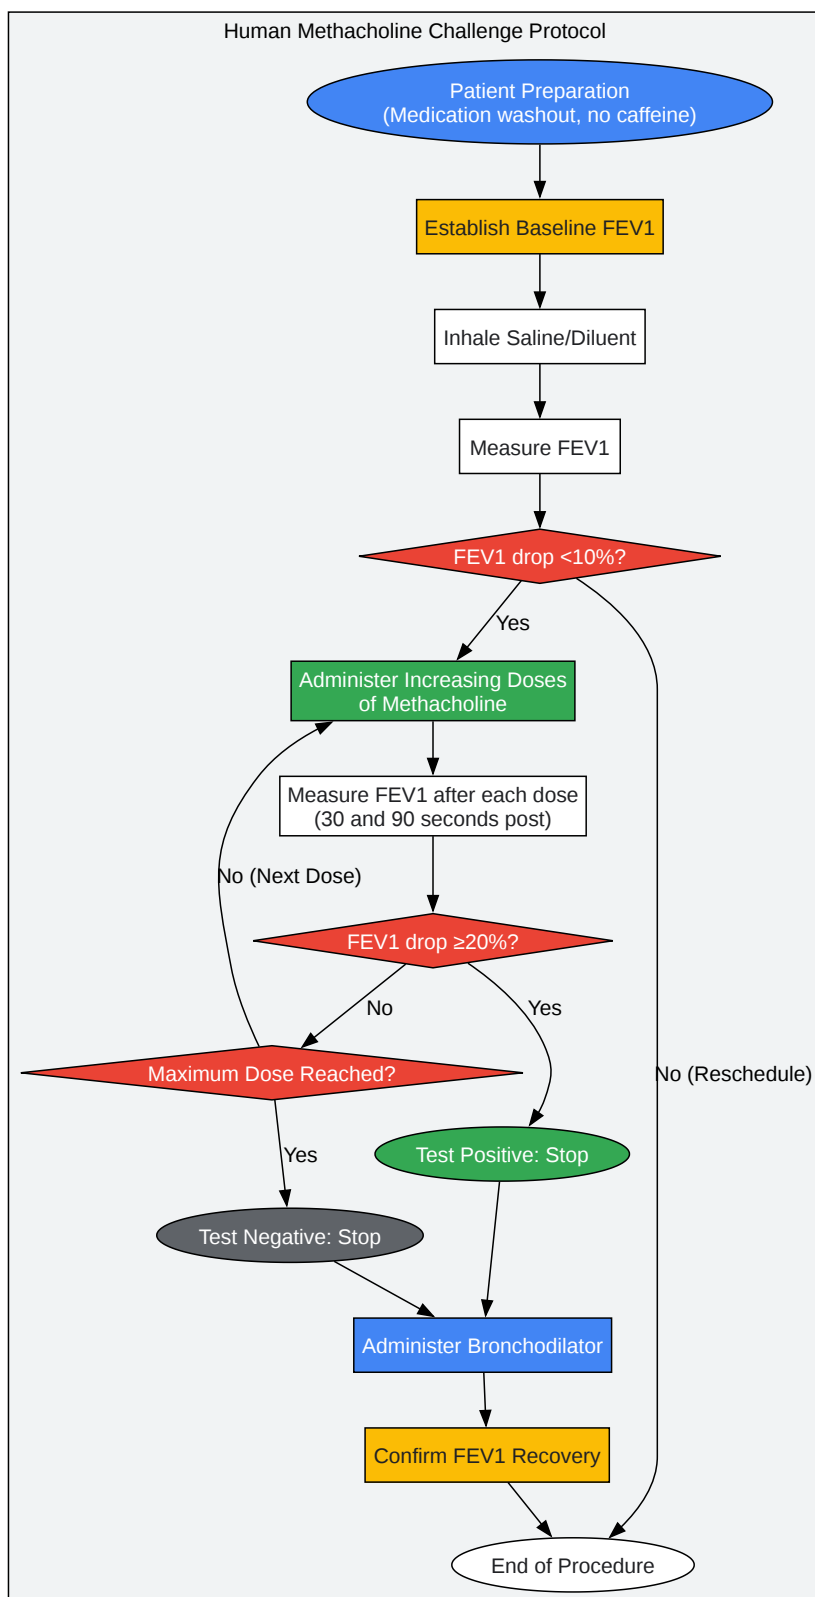 Human Methacholine Challenge Protocol
Patient Preparation
(Medication washout, no caffeine)
Establish Baseline FEV1
Inhale Saline/Diluent
Measure FEV1
FEV1 drop <10%?
Yes
Administer Increasing Doses
of Methacholine
Measure FEV1 after each dose
(30 and 90 seconds post)
No (Next Dose)
FEV1 drop ≥20%?
No
Yes
Maximum Dose Reached?
No (Reschedule)
Yes
Test Positive: Stop
Test Negative: Stop
Administer Bronchodilator
Confirm FEV1 Recovery
End of Procedure